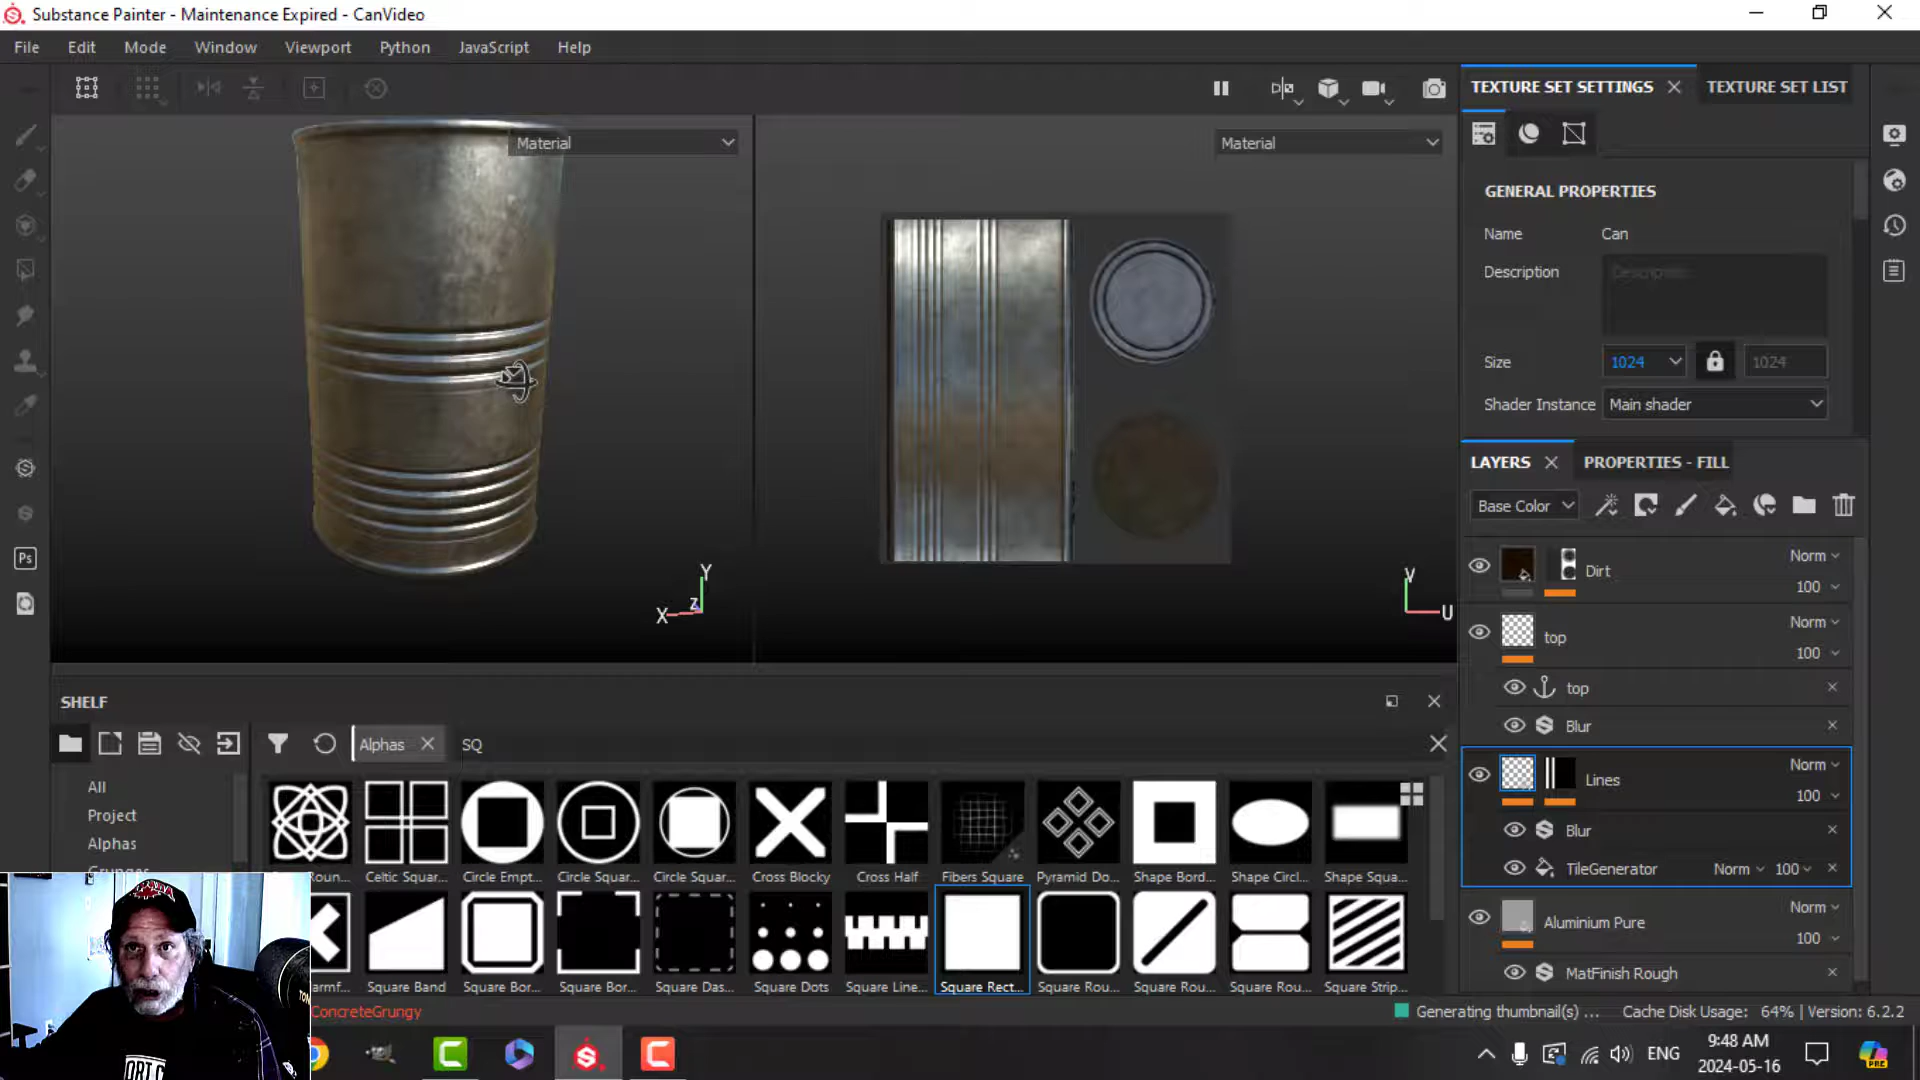 Substance Painter - Maintenance Expired - CanVideo
File Edit Mode Window Viewport Python JavaScript Help
TEXTURE SET SETTINGS TEXTURE SET LIST
Material
Material
GENERAL PROPERTIES
Name Can
Description
Size 1024 1024
Shader Instance Main shader
LAYERS PROPERTIES - FILL
Base Color
Dirt Norm
100
top Norm
100
top
Blur
Lines Norm
100
Blur
TileGenerator Norm 100
Aluminium Pure Norm
100
MatFinish Rough
Y
X Z
V
U
SHELF
Alphas SQ
All
Project
Alphas
Celtic Squar...
Circle Empt...
Circle Squa...
Circle Squar...
Cross Blocky
Cross Half
Fibers Square
Pyramid Do...
Shape Bord...
Shape Circl...
Shape Squa...
Square Band
Square Bor...
Square Bor...
Square Das...
Square Dots
Square Line...
Square Rect...
Square Rou...
Square Rou...
Square Rou...
Square Strip...
ConcreteGrungy
Generating thumbnail(s) ... Cache Disk Usage: 64% | Version: 6.2.2
Ps
ENG
9:48 AM
2024-05-16
PRE